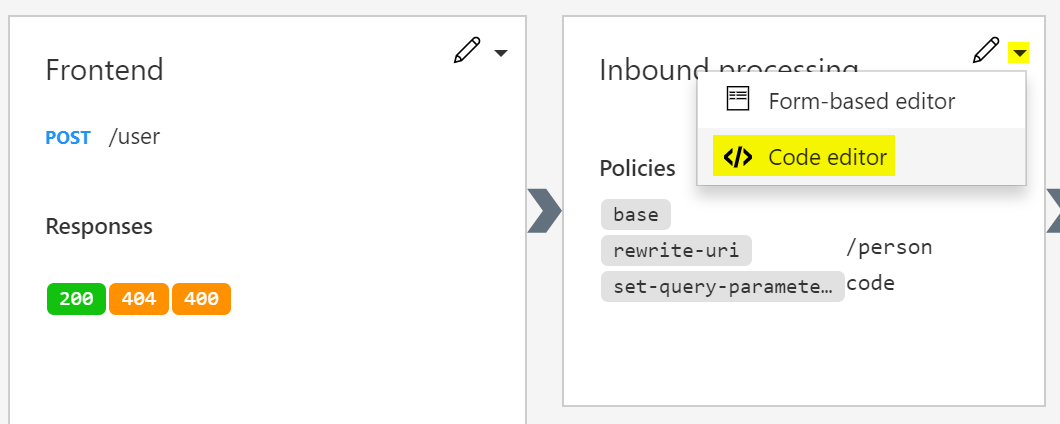 Frontend
POST /user
Responses
200 404 400
Inbound processing
Form-based editor
</> Code editor
Policies
base
rewrite-uri /person
set-query-paramete… code